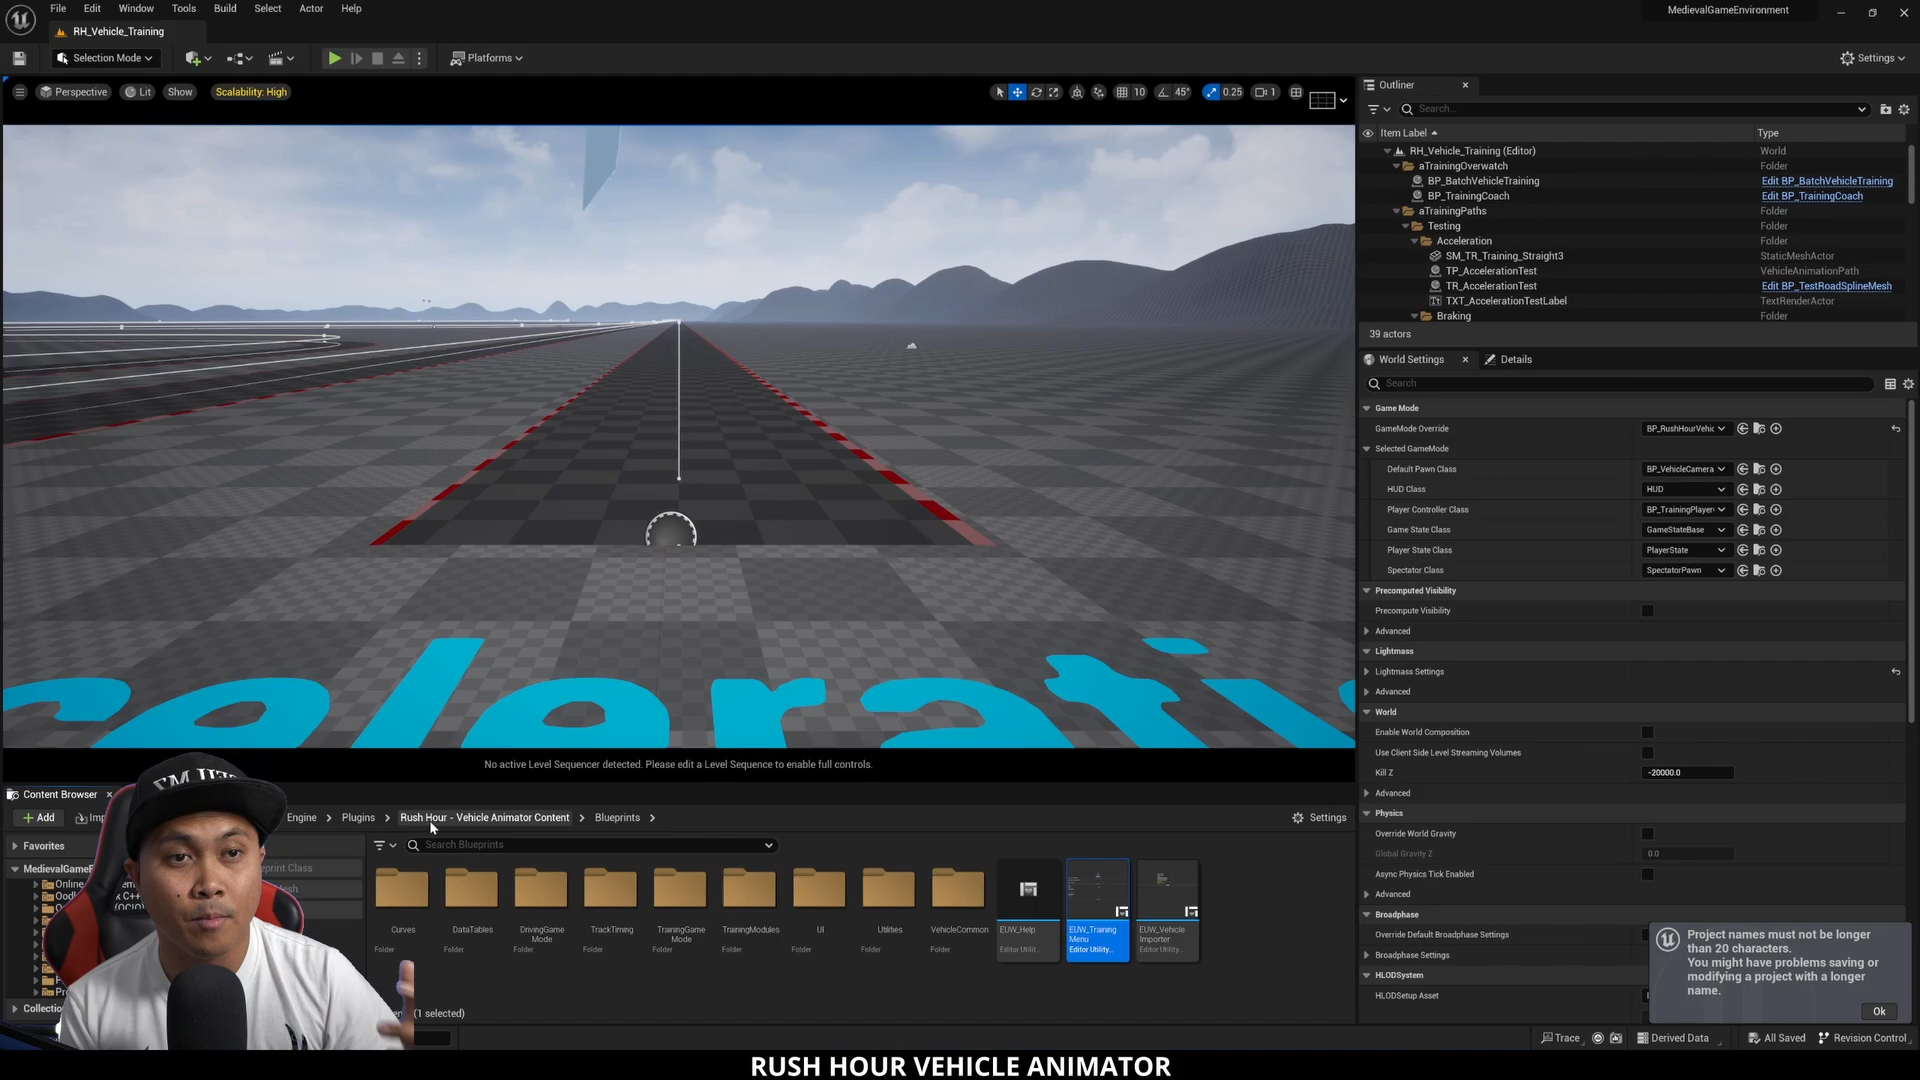 File Edit Window Tools Build Select Actor Help
MedievalGameEnvironment
RH_Vehicle_Training
Selection Mode
Platforms
Settings
Perspective Lit Show Scalability: High
10 45° 0.25 1
No active Level Sequencer detected. Please edit a Level Sequence to enable full controls.
Outliner
Search...
Item Label Type
RH_Vehicle_Training (Editor) World
aTrainingOverwatch Folder
BP_BatchVehicleTraining Edit BP_BatchVehicleTraining
BP_TrainingCoach Edit BP_TrainingCoach
aTrainingPaths Folder
Testing Folder
Acceleration Folder
SM_TR_Training_Straight3 StaticMeshActor
TP_AccelerationTest VehicleAnimationPath
TR_AccelerationTest Edit BP_TestRoadSplineMesh
TXT_AccelerationTestLabel TextRenderActor
Braking Folder
39 actors
World Settings Details
Search
Game Mode
GameMode Override BP_RushHourVehic
Selected GameMode
Default Pawn Class BP_VehicleCamera
HUD Class HUD
Player Controller Class BP_TrainingPlayer
Game State Class GameStateBase
Player State Class PlayerState
Spectator Class SpectatorPawn
Precomputed Visibility
Precompute Visibility
Advanced
Lightmass
Lightmass Settings
Advanced
World
Enable World Composition
Use Client Side Level Streaming Volumes
Kill Z -20000.0
Advanced
Physics
Override World Gravity
Global Gravity Z 0.0
Async Physics Tick Enabled
Advanced
Broadphase
Override Default Broadphase Settings
Broadphase Settings
HLODSystem
HLODSetup Asset
Project names must not be longer
than 20 characters.
You might have problems saving or
modifying a project with a longer
name.
Ok
Content Browser
Add Imp
Engine Plugins Rush Hour - Vehicle Animator Content Blueprints
Settings
Favorites
MedievalGameE
Search Blueprints
Curves
Folder
DataTables
Folder
DrivingGame
Mode
Folder
TrackTiming
Folder
TrainingGame
Mode
Folder
TrainingModules
Folder
UI
Folder
Utilities
Folder
VehicleCommon
Folder
EUW_Help
Editor Utilit...
EUW_Training
Menu
Editor Utility...
EUW_Vehicle
Importer
Editor Utility...
(1 selected)
Trace Derived Data All Saved Revision Control
RUSH HOUR VEHICLE ANIMATOR